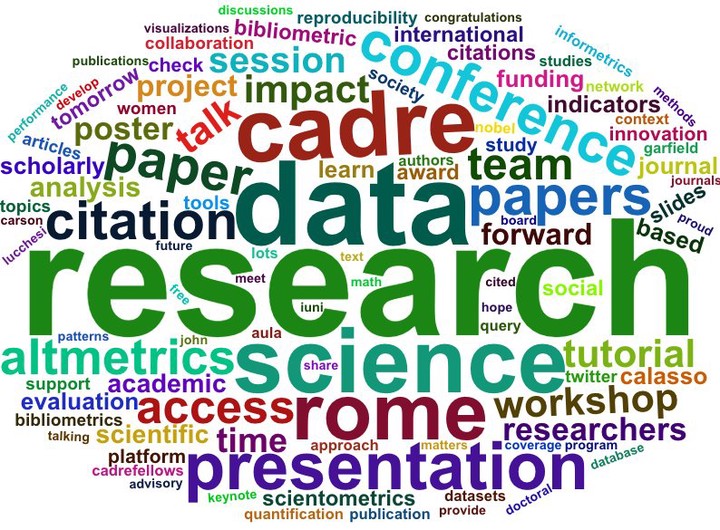 discussions
reproducibility
congratulations
visualizations
bibliometric
international
informetrics
collaboration
conference
citations
publications
check
session
studies
performance
develop
tomorrow
project
impact
society
funding
network
methods
women
talk
cadre
indicators
context
articles
poster
nobel
innovation
scholarly
paper
study
garfield
learn
authors
award
team
journal
journals
analysis
data
papers
slides
topics
tools
carson
citation
board
forward
based
proud
lucchesi
future
lots
text
research
meet
math
cited
social
free
iuni
hope
query
patterns
john
aula
altmetrics
science
share
tutorial
support
academic
twitter
calasso
evaluation
access
rome
workshop
bibliometrics
researchers
talking
scientific
time
approach
matters
coverage
program
platform
presentation
database
cadrefellows
advisory
keynote
scientometrics
datasets
doctoral
quantification
publication
provide